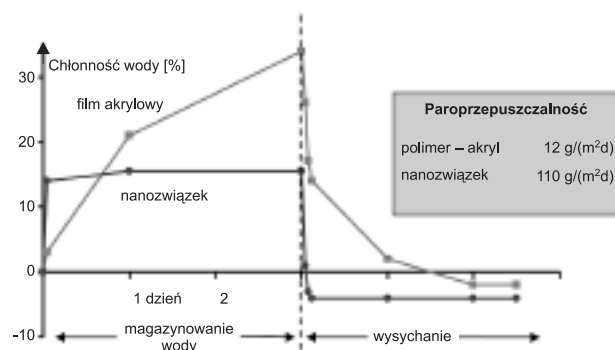 Chłonność wody [%]
30
film akrylowy
20
nanozwiązek
10
0
1 dzień 2
-10
magazynowanie
wody
wysychanie
Paroprzepuszczalność
polimer – akryl 12 g/(m²d)
nanozwiązek 110 g/(m²d)